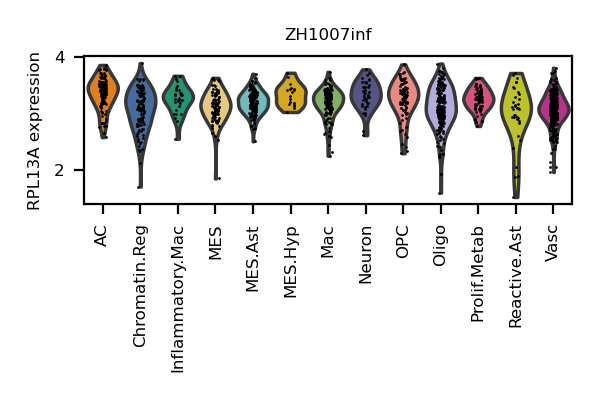 ZH1007inf
RPL13A expression
4
2
AC
Chromatin.Reg
Inflammatory.Mac
MES
MES.Ast
MES.Hyp
Mac
Neuron
OPC
Oligo
Prolif.Metab
Reactive.Ast
Vasc